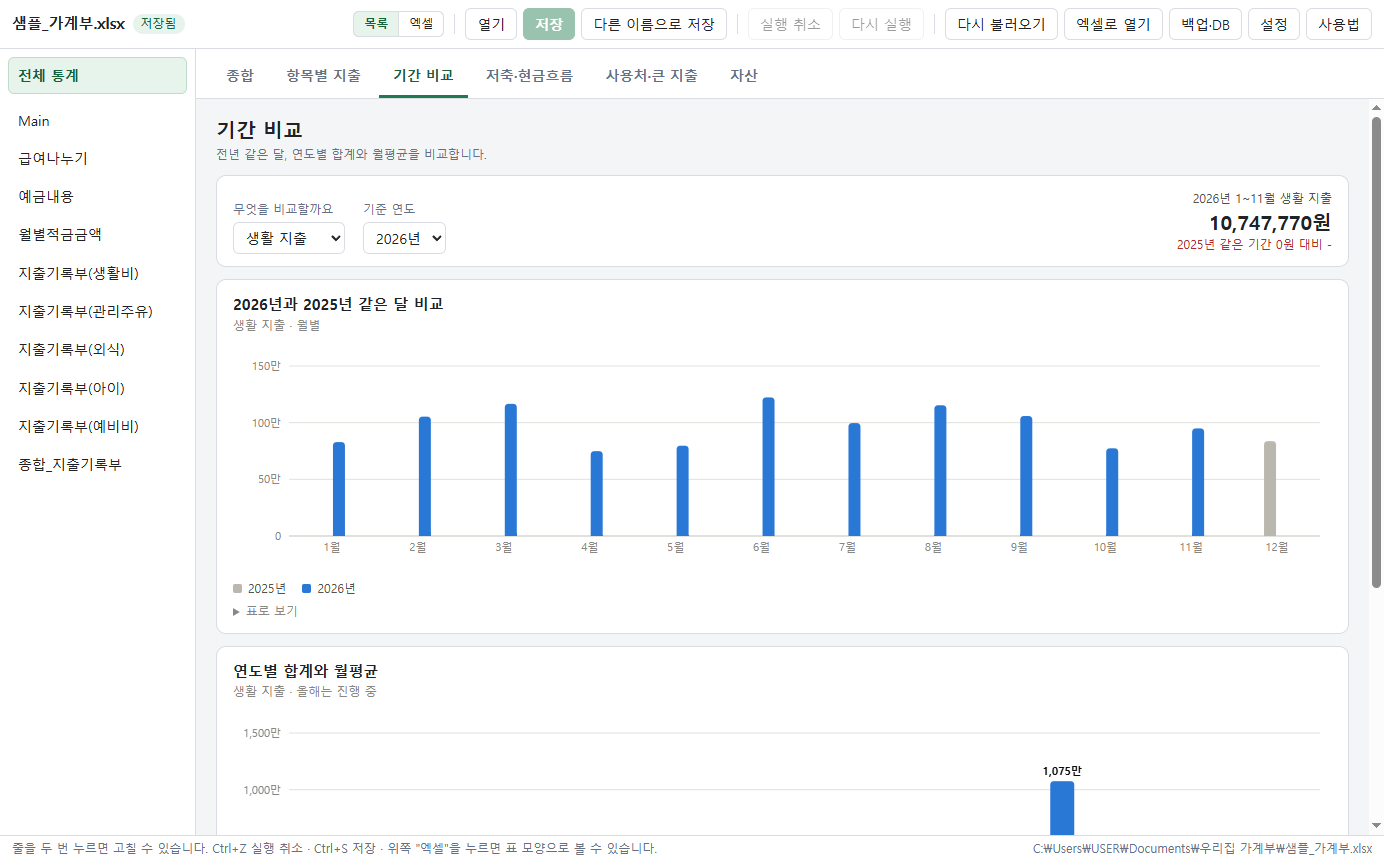 샘플_가계부.xlsx 저장됨 목록 엑셀 열기 저장 다른 이름으로 저장 실행 취소 다시 실행 다시 불러오기 엑셀로 열기 백업·DB 설정 사용법
전체 통계
Main
급여나누기
예금내용
월별적금금액
지출기록부(생활비)
지출기록부(관리주유)
지출기록부(외식)
지출기록부(아이)
지출기록부(예비비)
종합_지출기록부
종합 항목별 지출 기간 비교 저축·현금흐름 사용처·큰 지출 자산
기간 비교
전년 같은 달, 연도별 합계와 월평균을 비교합니다.
무엇을 비교할까요 기준 연도
생활 지출 2026년
2026년 1~11월 생활 지출
10,747,770원
2025년 같은 기간 0원 대비 -
2026년과 2025년 같은 달 비교
생활 지출 · 월별
150만
100만
50만
0
1월 2월 3월 4월 5월 6월 7월 8월 9월 10월 11월 12월
2025년 2026년
▶ 표로 보기
연도별 합계와 월평균
생활 지출 · 올해는 진행 중
1,500만
1,075만
1,000만
줄을 두 번 누르면 고칠 수 있습니다. Ctrl+Z 실행 취소 · Ctrl+S 저장 · 위쪽 "엑셀"을 누르면 표 모양으로 볼 수 있습니다.
C:₩Users₩USER₩Documents₩우리집 가계부₩샘플_가계부.xlsx